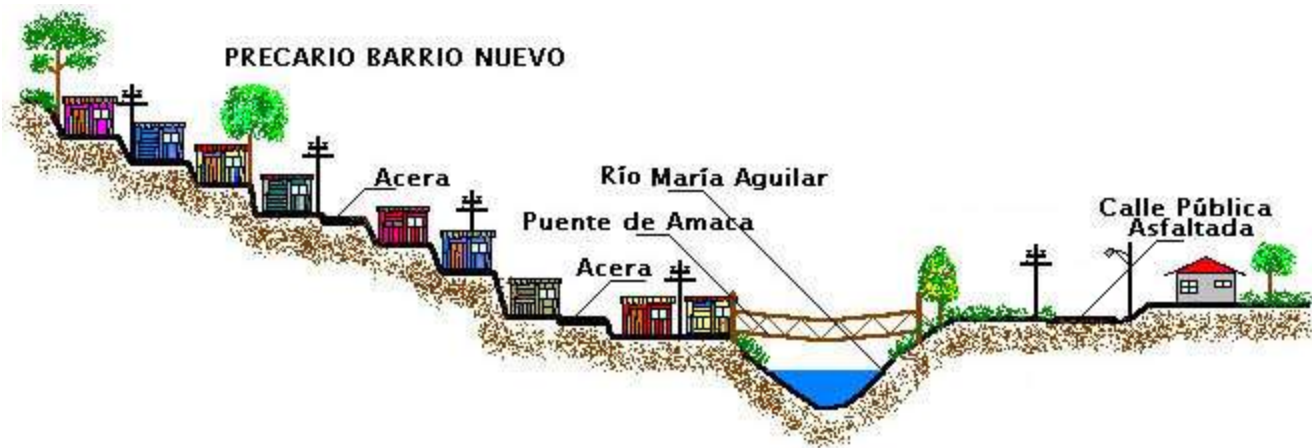 PRECARIO BARRIO NUEVO
Acera
Río María Aguilar
Puente de Amaca
Acera
Calle Pública
Asfaltada